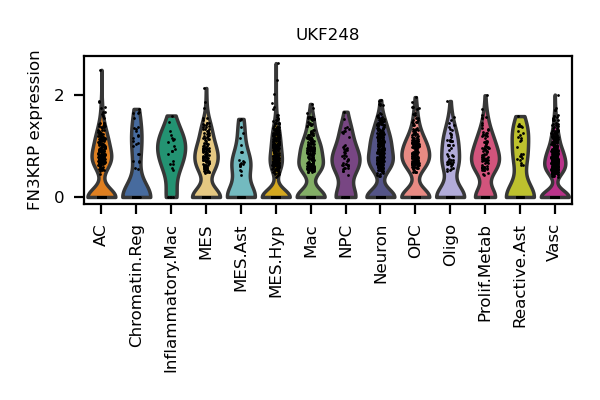 UKF248
FN3KRP expression
2
0
AC
Chromatin.Reg
Inflammatory.Mac
MES
MES.Ast
MES.Hyp
Mac
NPC
Neuron
OPC
Oligo
Prolif.Metab
Reactive.Ast
Vasc